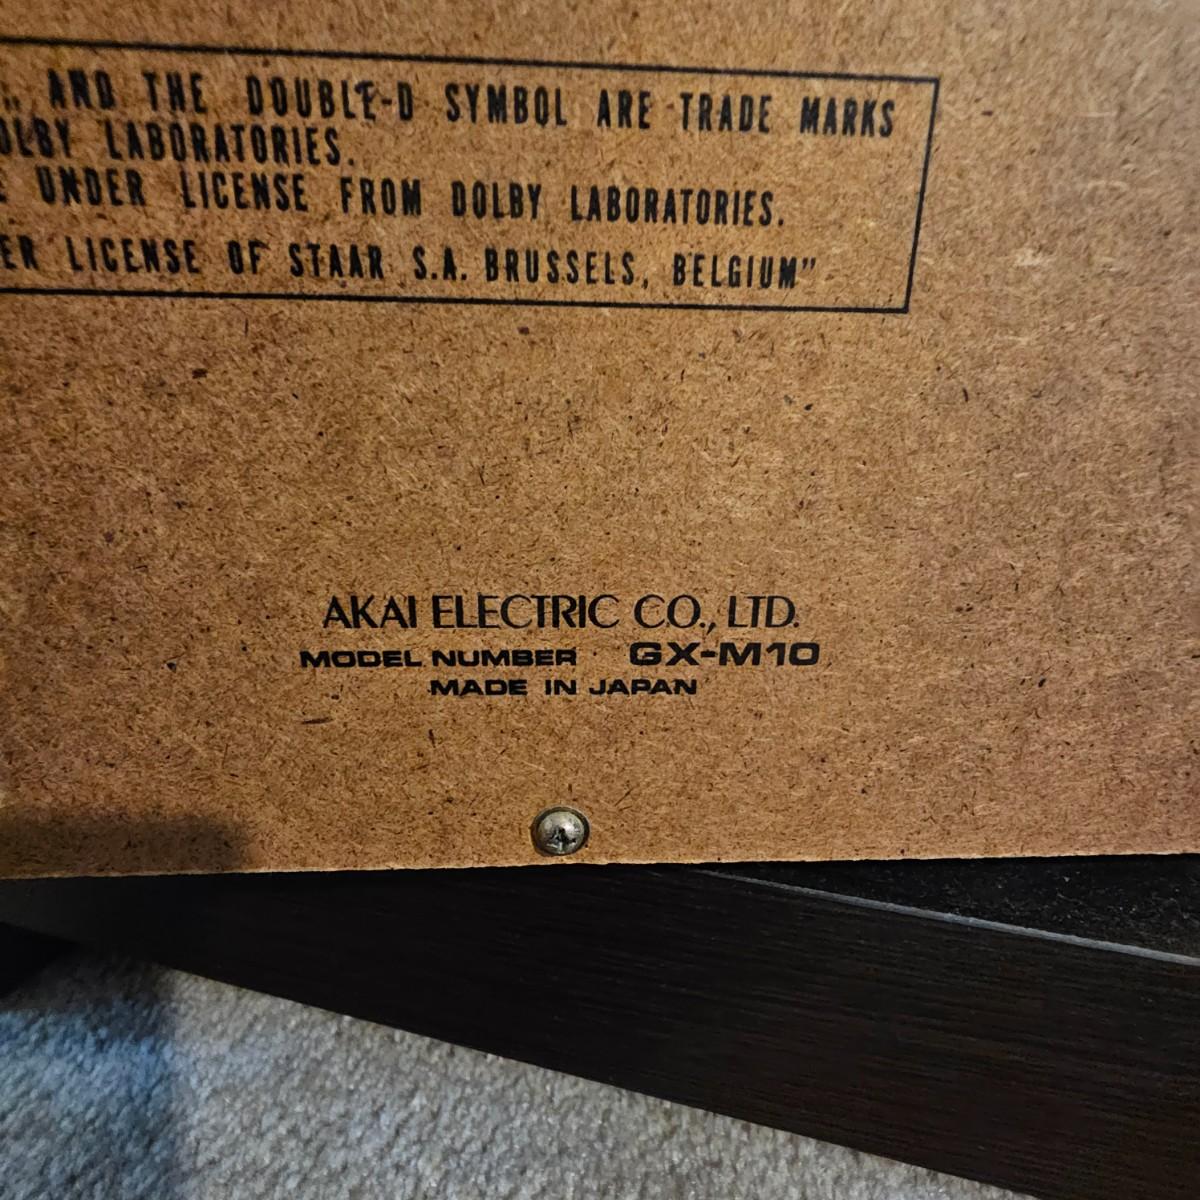 AND THE DOUBLE-D SYMBOL ARE TRADE MARKS
LABORATORIES.
UNDER LICENSE FROM DOLBY LABORATORIES.
LICENSE OF STAAR S.A. BRUSSELS, BELGIUM”
AKAI ELECTRIC CO., LTD.
MODEL NUMBER GX-M10
MADE IN JAPAN